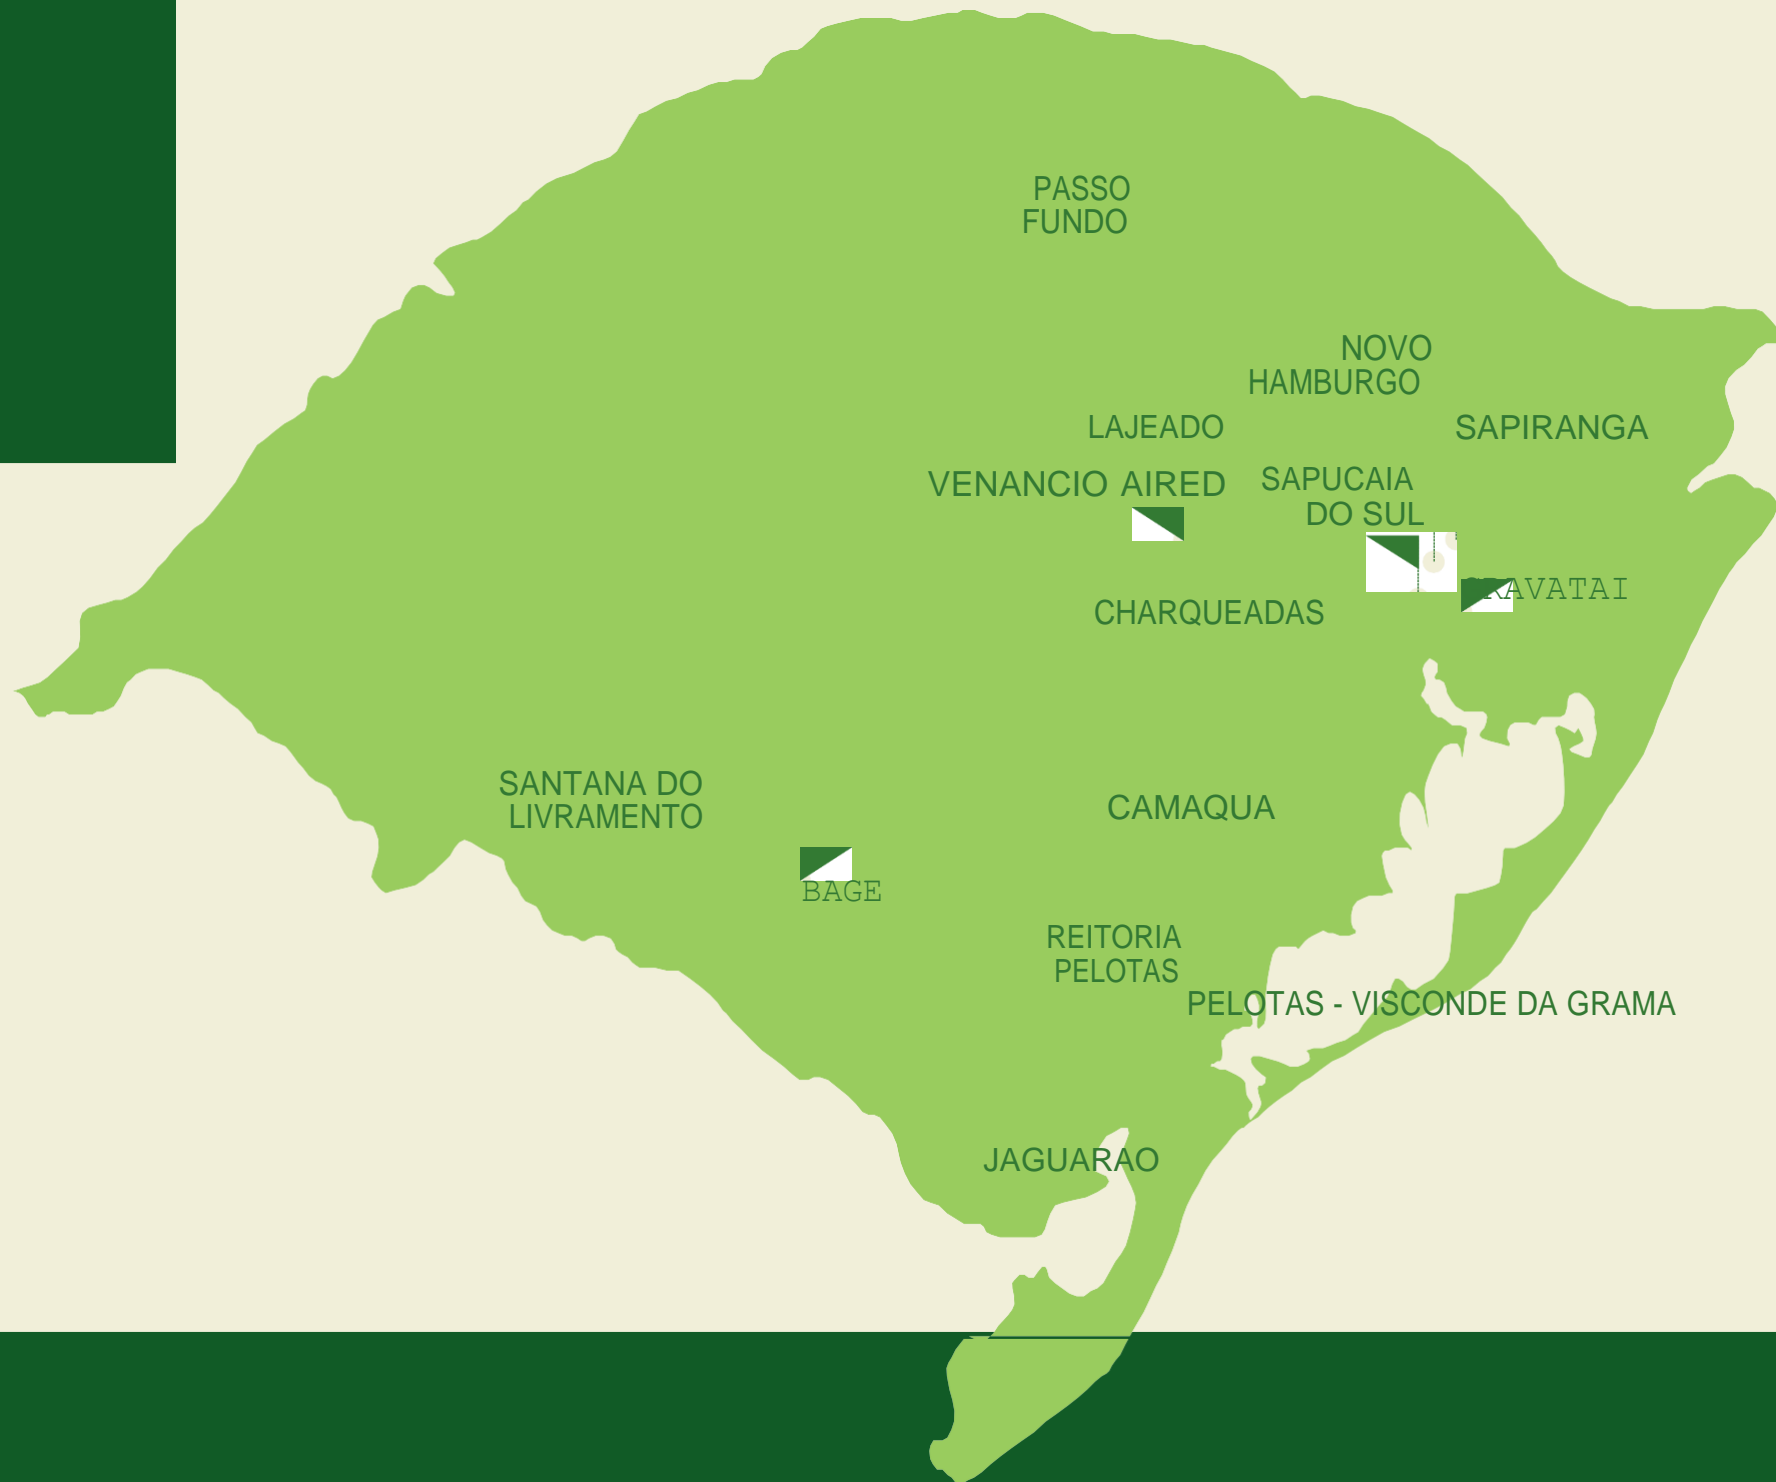 PASSO
FUNDO
NOVO
HAMBURGO
LAJEADO
SAPIRANGA
VENANCIO AIRED
SAPUCAIA
DO SUL
GRAVATAI
CHARQUEADAS
SANTANA DO
LIVRAMENTO
CAMAQUA
BAGE
REITORIA
PELOTAS
PELOTAS - VISCONDE DA GRAMA
JAGUARAO